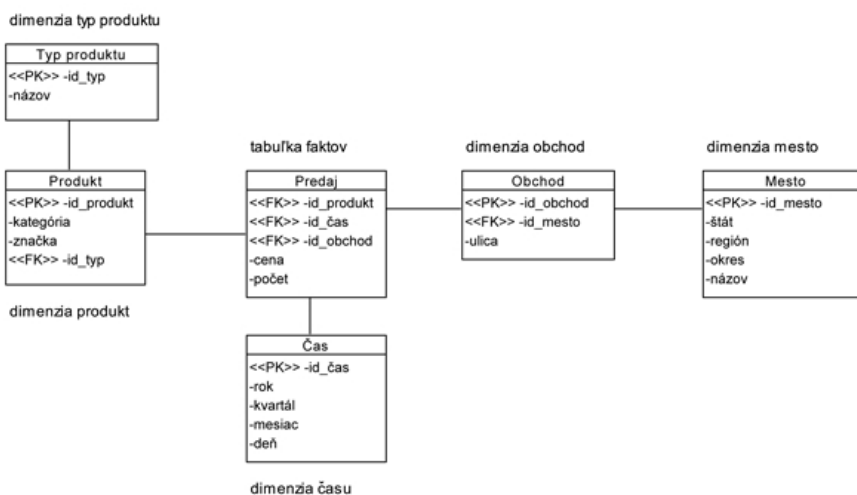 dimenzia typ produktu
Typ produktu
<<PK>> -id_typ
-názov
Produkt
<<PK>> -id_produkt
-kategória
-značka
<<FK>> -id_typ
dimenzia produkt
tabuľka faktov
Predaj
<<FK>> -id_produkt
<<FK>> -id_čas
<<FK>> -id_obchod
-cena
-počet
Čas
<<PK>> -id_čas
-rok
-kvartál
-mesiac
-deň
dimenzia času
dimenzia obchod
Obchod
<<PK>> -id_obchod
<<FK>> -id_mesto
-ulica
dimenzia mesto
Mesto
<<PK>> -id_mesto
-štát
-región
-okres
-názov